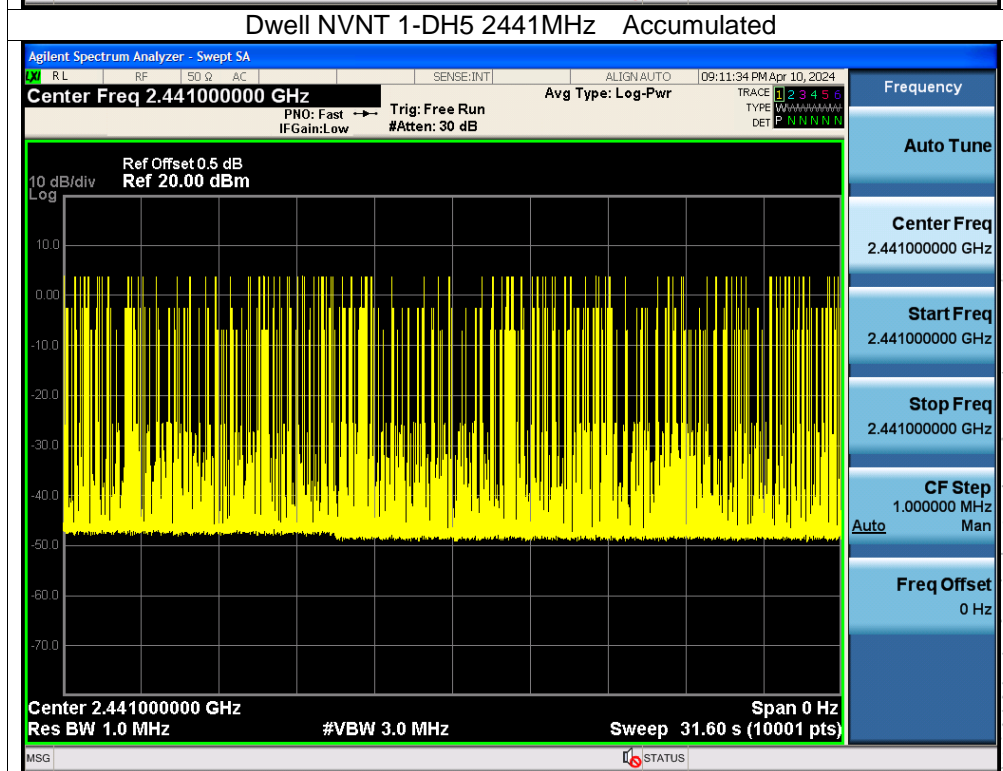 Dwell NVNT 1-DH5 2441MHz Accumulated
Agilent Spectrum Analyzer - Swept SA
LXI RL RF 50 Ω AC SENSE:INT ALIGN AUTO 09:11:34 PM Apr 10, 2024
Center Freq 2.441000000 GHz
PNO: Fast
IFGain:Low
Trig: Free Run
#Atten: 30 dB
Avg Type: Log-Pwr
TRACE 1 2 3 4 5 6
TYPE WWWWWW
DET P N N N N N
Frequency
Auto Tune
Center Freq
2.441000000 GHz
Start Freq
2.441000000 GHz
Stop Freq
2.441000000 GHz
CF Step
1.000000 MHz
Auto Man
Freq Offset
0 Hz
Ref Offset 0.5 dB
10 dB/div Ref 20.00 dBm
Log
10.0
0.00
-10.0
-20.0
-30.0
-40.0
-50.0
-60.0
-70.0
Center 2.441000000 GHz Span 0 Hz
Res BW 1.0 MHz #VBW 3.0 MHz Sweep 31.60 s (10001 pts)
MSG STATUS